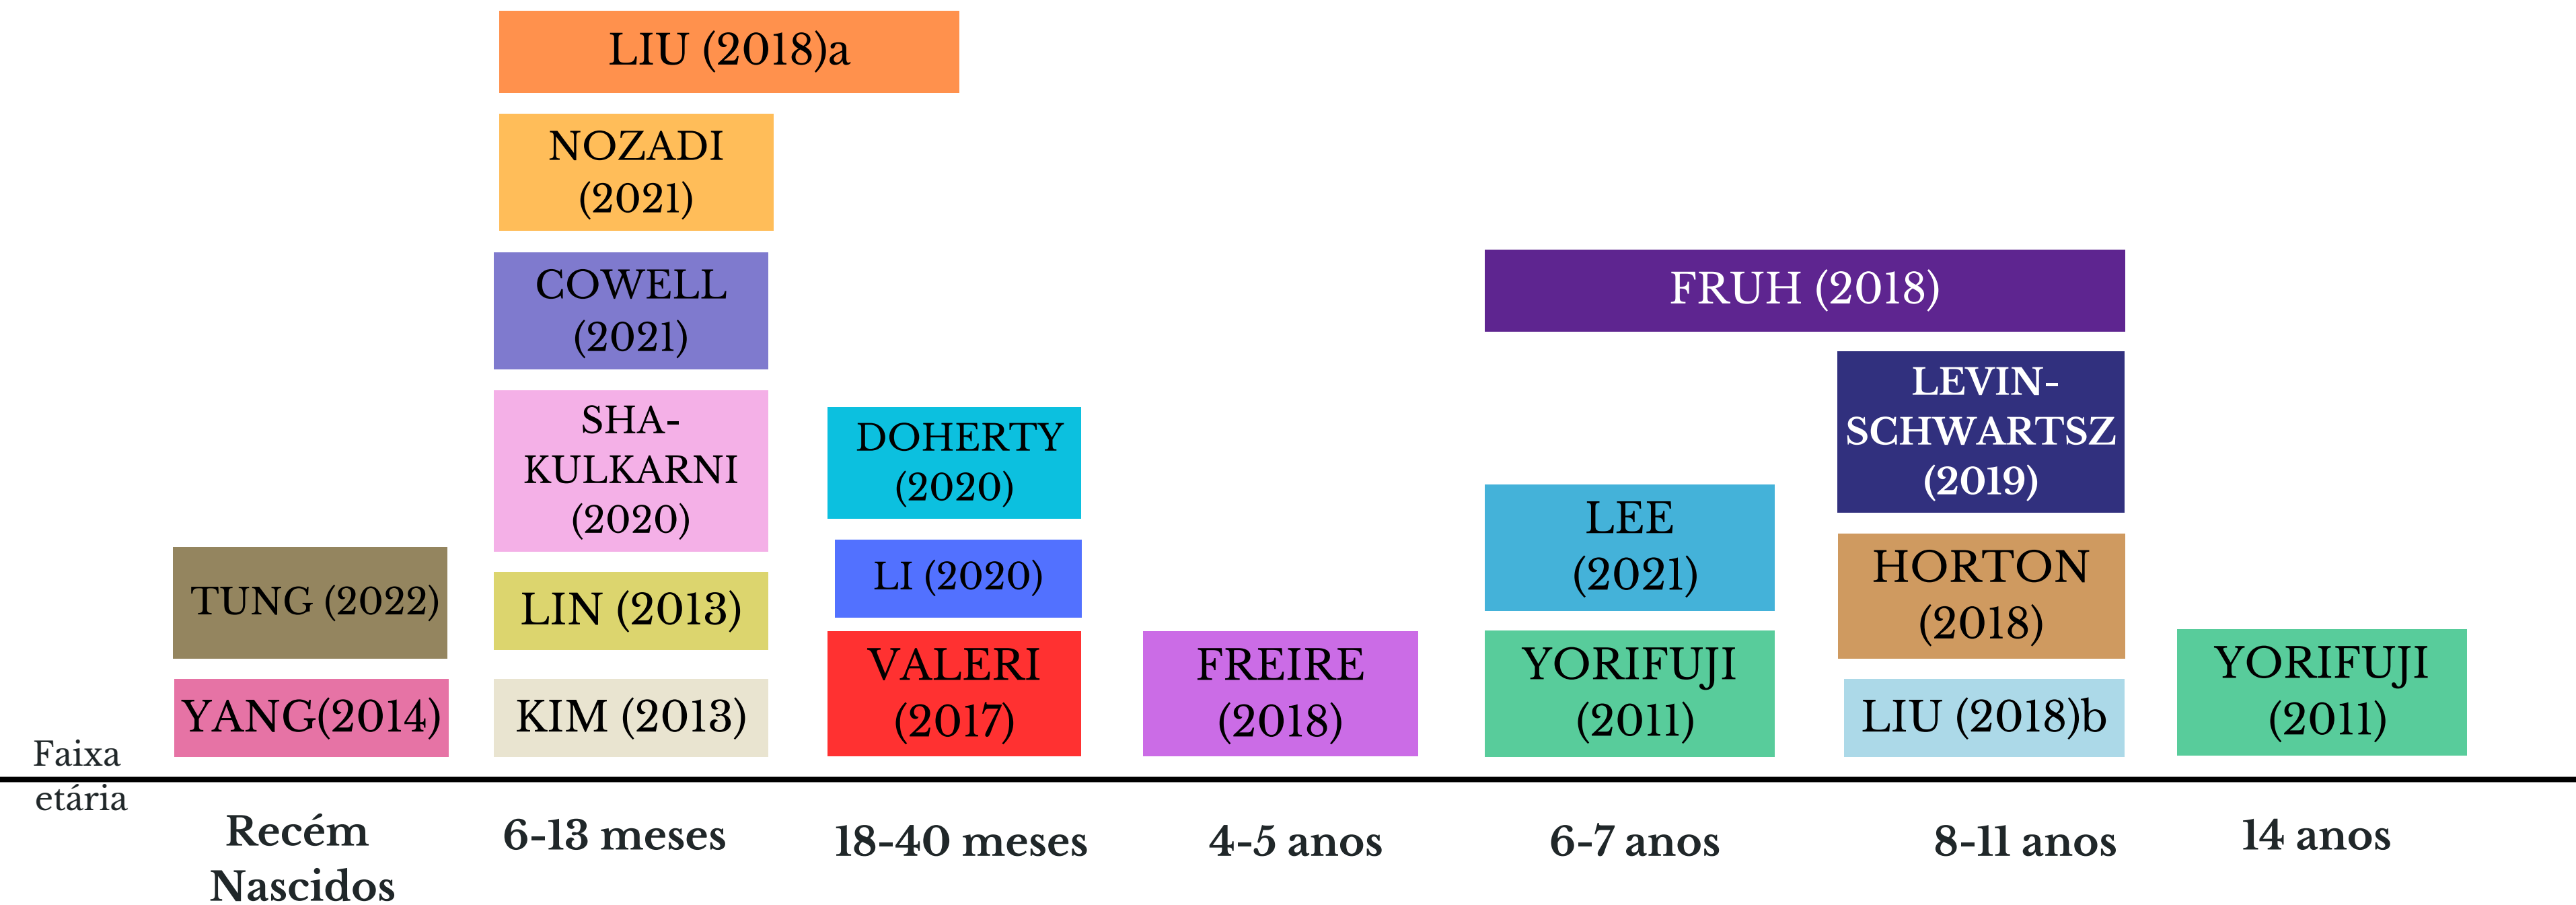 LIU (2018)a
NOZADI
(2021)
COWELL
(2021)
SHA-
KULKARNI
(2020)
LIN (2013)
KIM (2013)
TUNG (2022)
YANG(2014)
DOHERTY
(2020)
LI (2020)
VALERI
(2017)
FREIRE
(2018)
FRUH (2018)
LEE
(2021)
YORIFUJI
(2011)
LEVIN-
SCHWARTSZ
(2019)
HORTON
(2018)
LIU (2018)b
YORIFUJI
(2011)
Faixa
etária
Recém
Nascidos
6-13 meses
18-40 meses
4-5 anos
6-7 anos
8-11 anos
14 anos